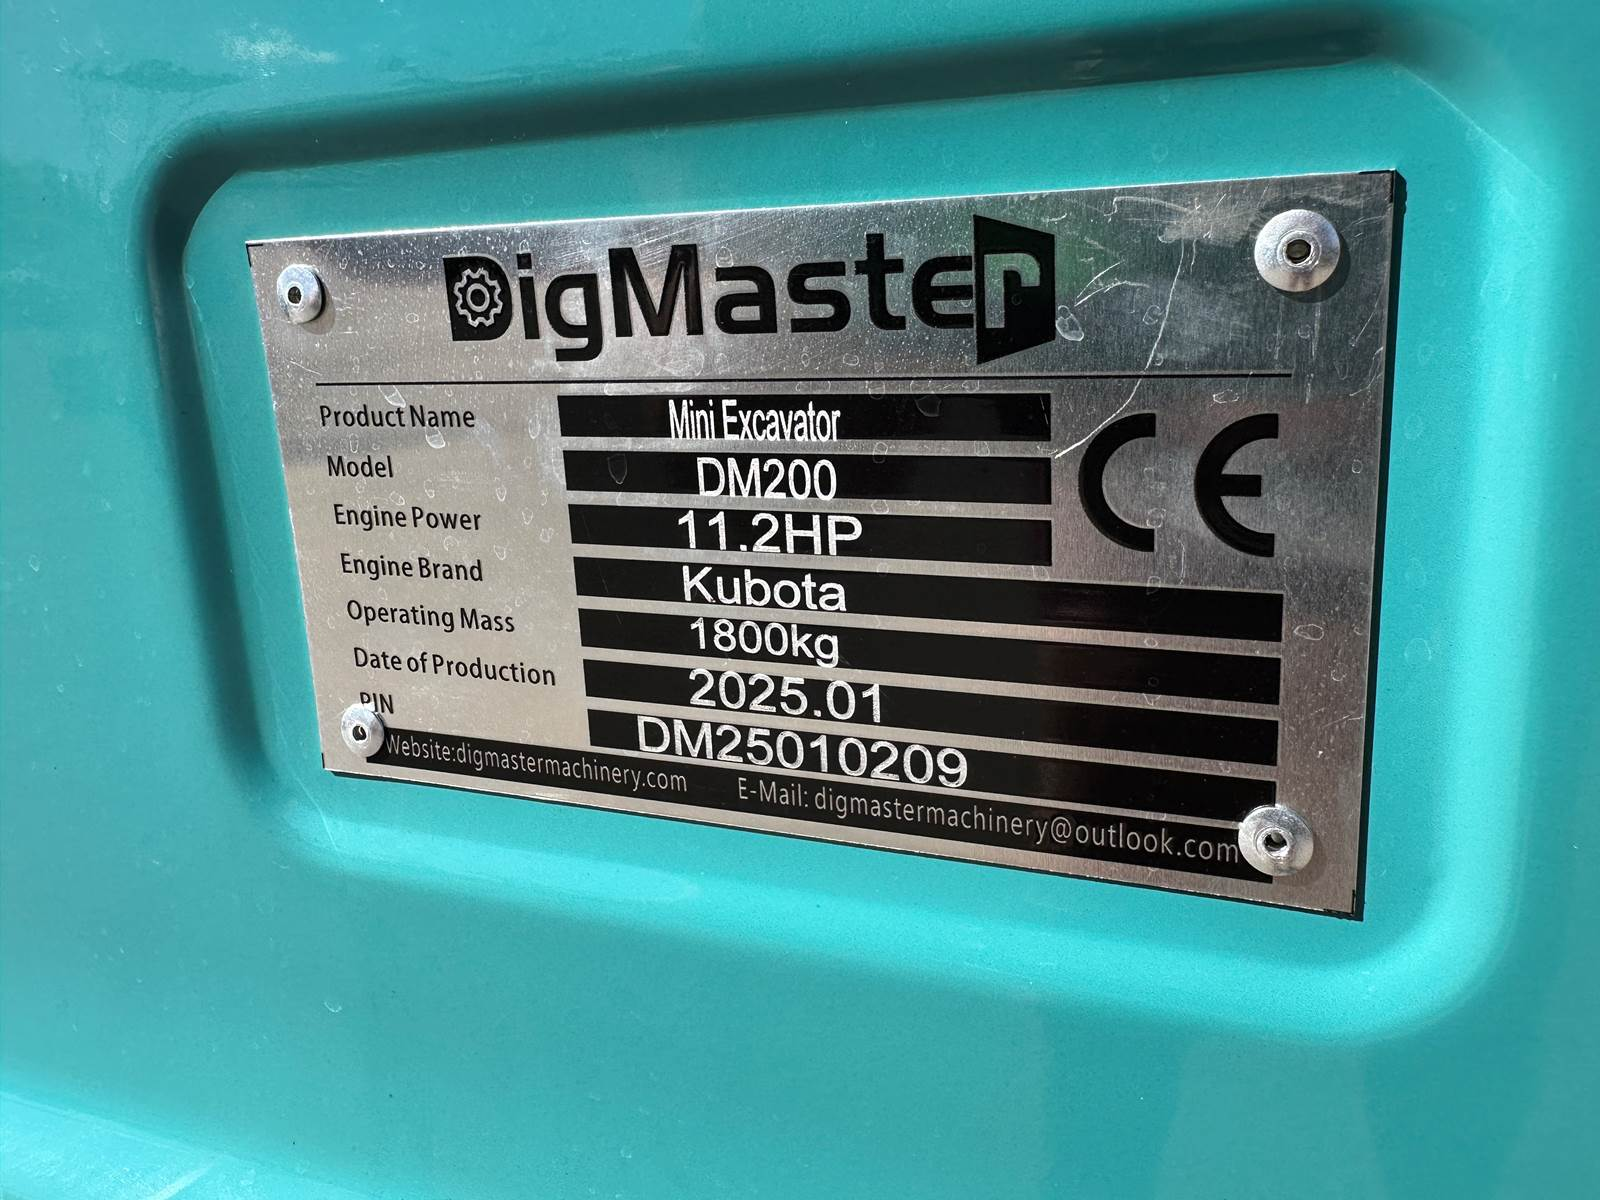 DigMaster
Product Name Mini Excavator
Model DM200
Engine Power 11.2HP
Engine Brand Kubota
Operating Mass 1800kg
Date of Production 2025.01
PIN DM25010209
CE
Website:digmastermachinery.com E-Mail: digmastermachinery@outlook.com